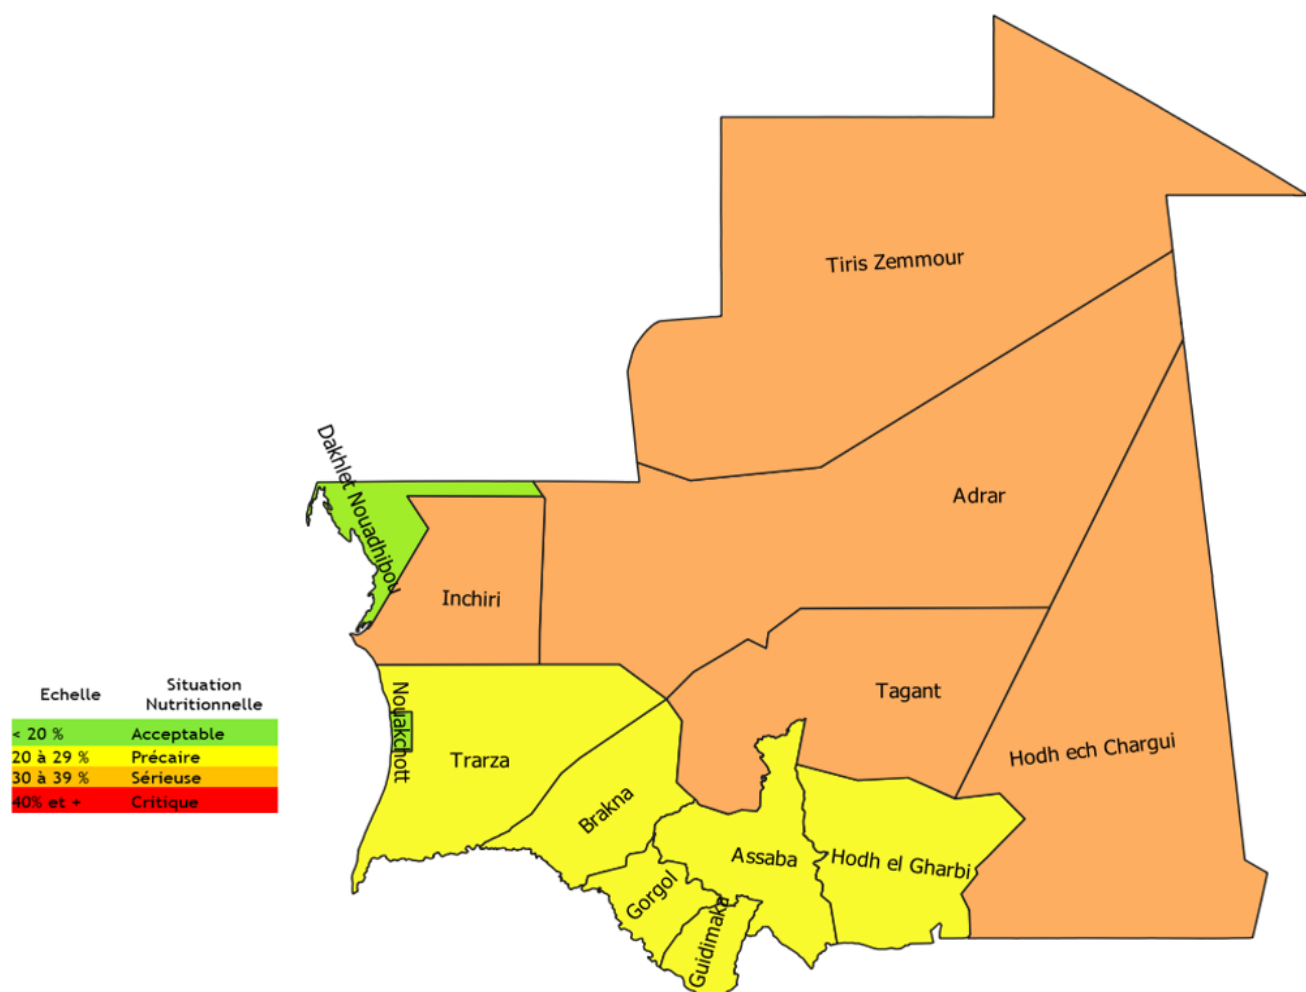 Tiris Zemmour
Dakhlet Nouadhibou
Adrar
Inchiri
Tagant
Nouakchott
Trarza
Hodh ech Chargui
Brakna
Assaba
Hodh el Gharbi
Gorgol
Guidimaka
Echelle Situation
Nutritionnelle
< 20 % Acceptable
20 à 29 % Précaire
30 à 39 % Sérieuse
40% et + Critique